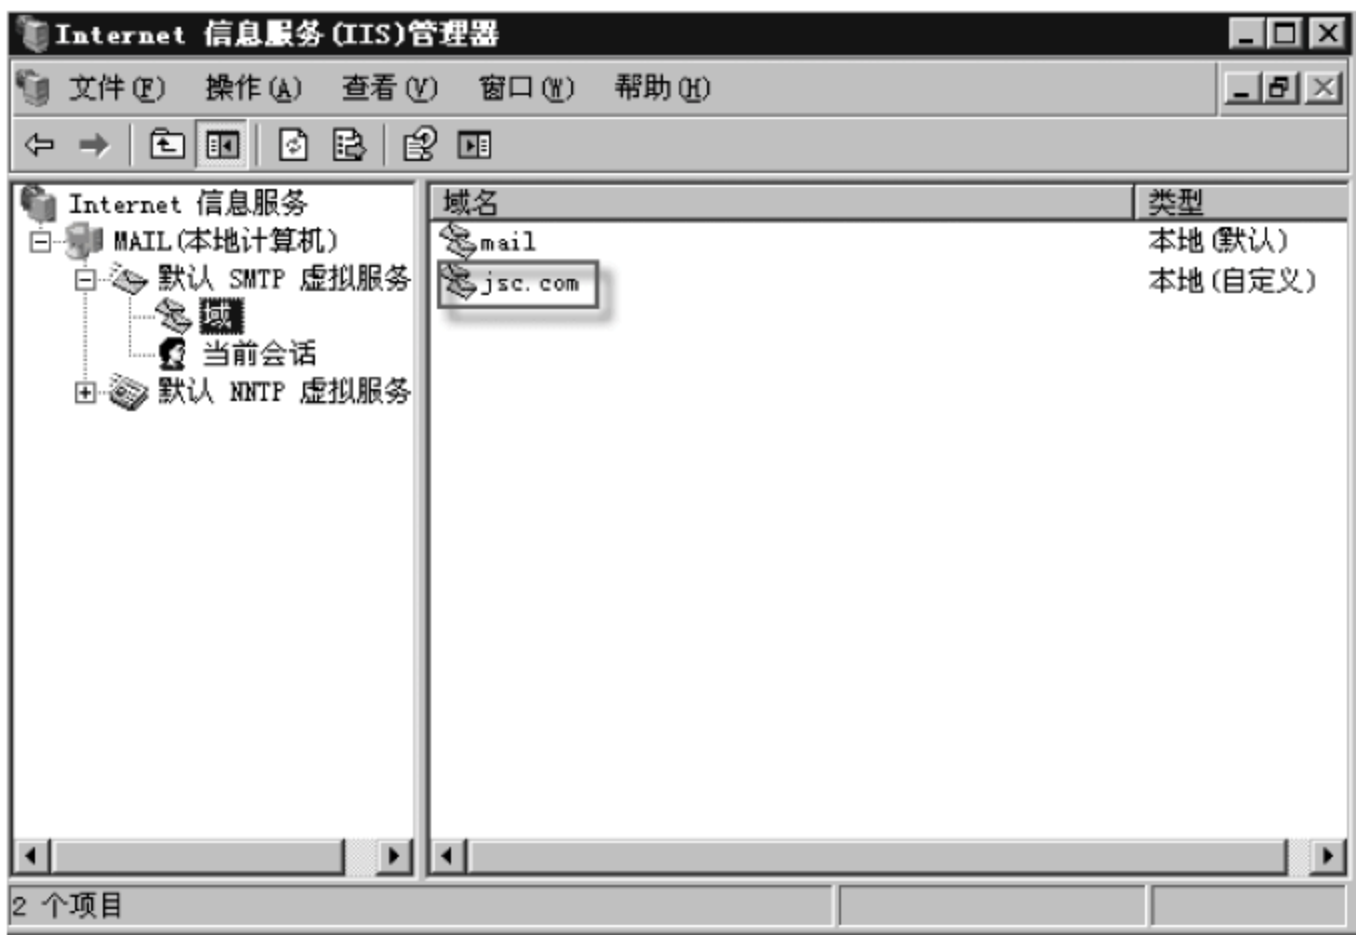 Internet 信息服务(IIS)管理器
文件(F) 操作(A) 查看(V) 窗口(W) 帮助(H)
Internet 信息服务
MAIL(本地计算机)
默认 SMTP 虚拟服务
域
当前会话
默认 NNTP 虚拟服务
域名 类型
mail 本地(默认)
jsc.com 本地(自定义)
2 个项目